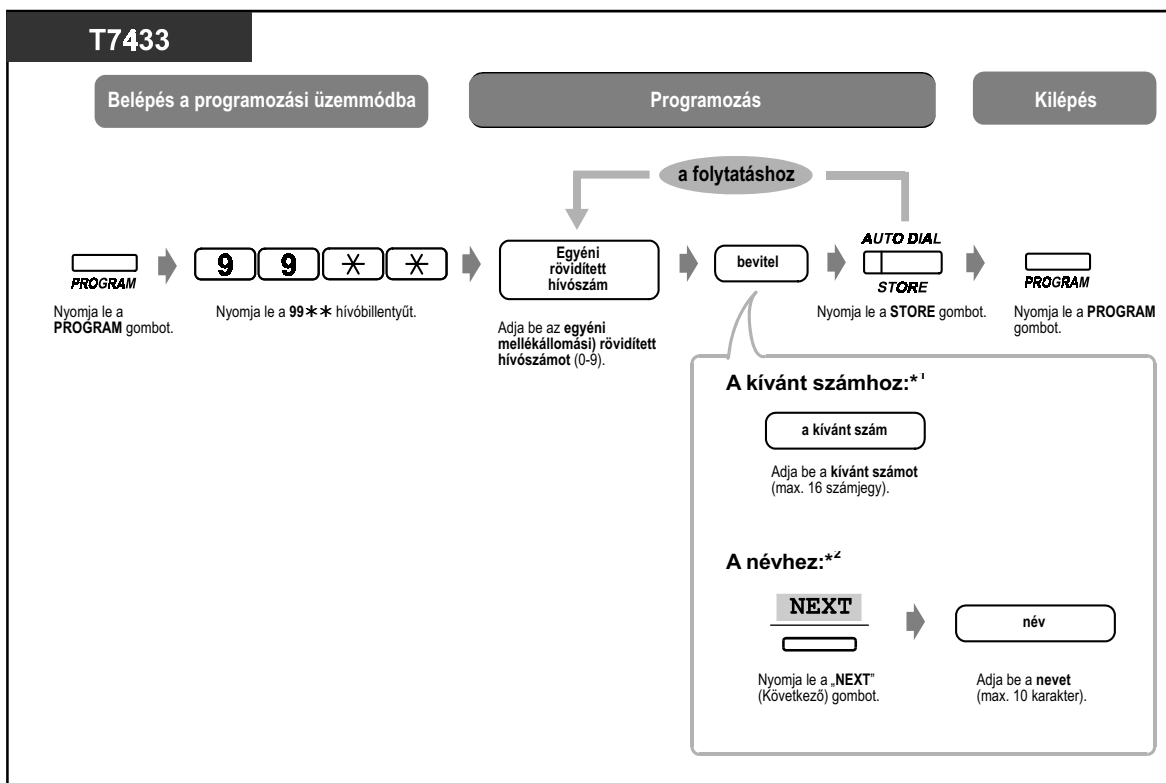 T7433
Belépés a programozási üzemmódba
Programozás
Kilépés
a folytatáshoz
PROGRAM
Nyomja le a
PROGRAM gombot.
9 9 ✳ ✳
Nyomja le a 99✳✳ hívóbillentyűt.
Egyéni
rövidített
hívószám
Adja be az egyéni
mellékállomási) rövidített
hívószámot (0-9).
bevitel
AUTO DIAL
STORE
Nyomja le a STORE gombot.
PROGRAM
Nyomja le a PROGRAM
gombot.
A kívánt számhoz:*1
a kívánt szám
Adja be a kívánt számot
(max. 16 számjegy).
A névhez:*2
NEXT
Nyomja le a „NEXT”
(Következő) gombot.
név
Adja be a nevet
(max. 10 karakter).